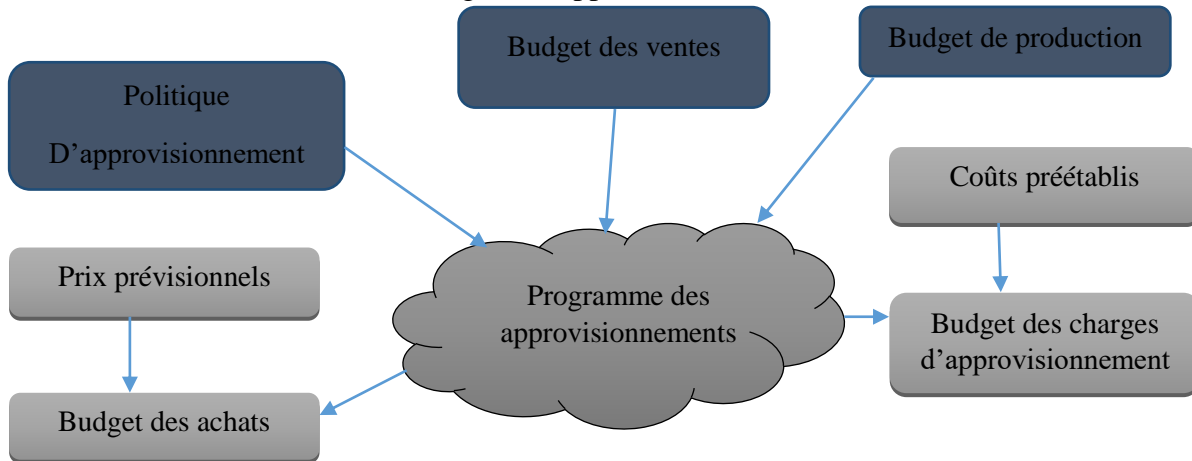 Budget des ventes
Budget de production
Politique
D’approvisionnement
Coûts préétablis
Prix prévisionnels
Programme des
approvisionnements
Budget des charges
d’approvisionnement
Budget des achats